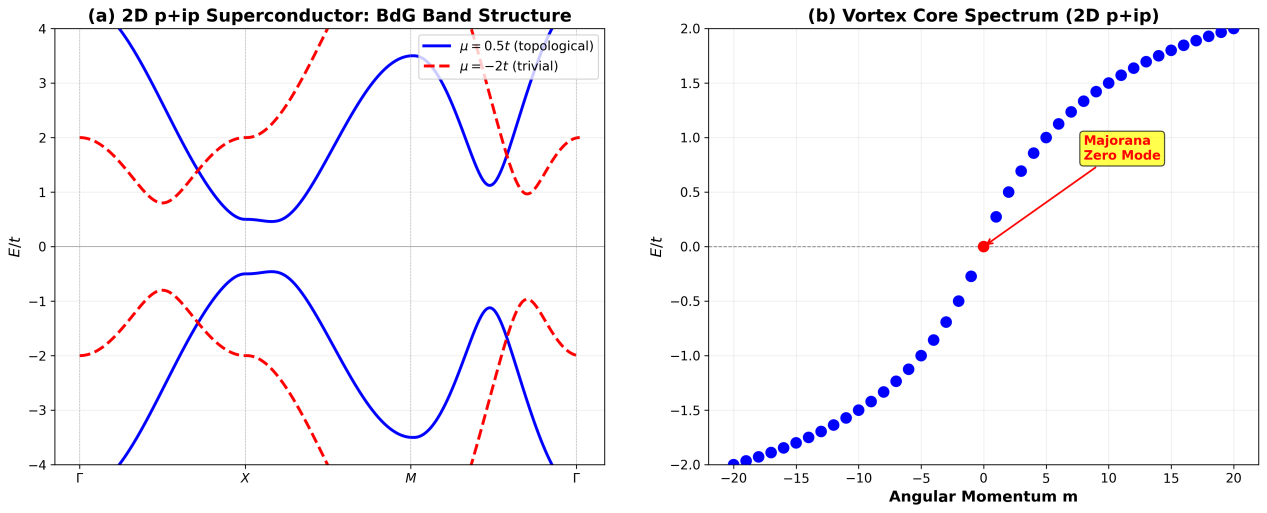 (a) 2D p+ip Superconductor: BdG Band Structure
E/t
4
3
2
1
0
−1
−2
−3
−4
Γ X M Γ
μ = 0.5t (topological)
μ = −2t (trivial)
(b) Vortex Core Spectrum (2D p+ip)
E/t
2.0
1.5
1.0
0.5
0.0
−0.5
−1.0
−1.5
−2.0
Majorana
Zero Mode
−20 −15 −10 −5 0 5 10 15 20
Angular Momentum m